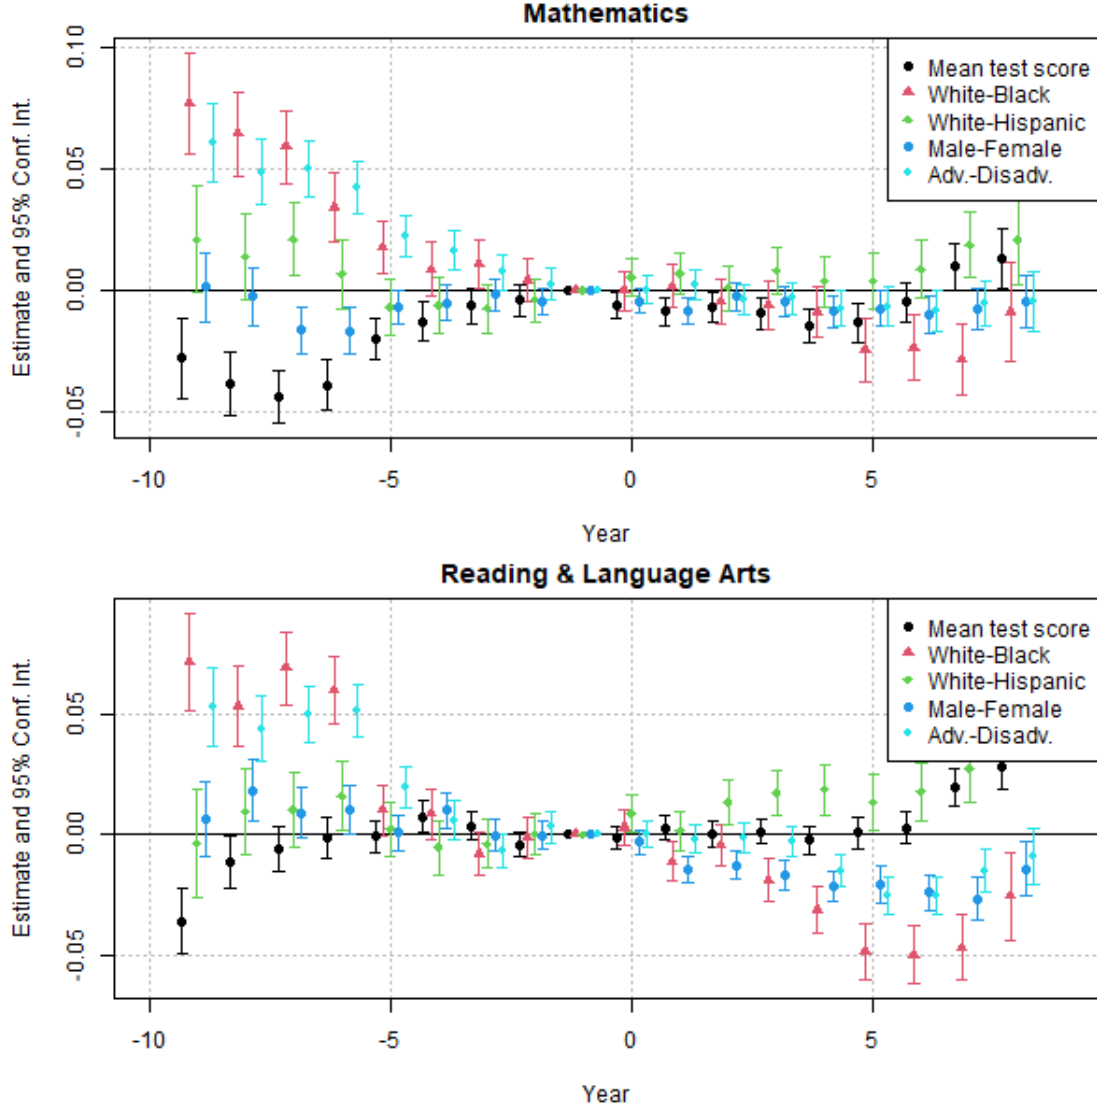 Mathematics
Estimate and 95% Conf. Int.
0.10
0.05
0.00
-0.05
Mean test score
White-Black
White-Hispanic
Male-Female
Adv.-Disadv.
-10
-5
0
5
Year
Reading & Language Arts
Estimate and 95% Conf. Int.
0.05
0.00
-0.05
Mean test score
White-Black
White-Hispanic
Male-Female
Adv.-Disadv.
-10
-5
0
5
Year